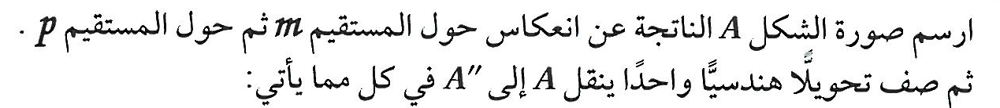 ارسم صورة الشكل A الناتجة عن انعكاس حول المستقيم m ثم حول المستقيم p .
ثم صف تحويلًا هندسيًّا واحدًا ينقل A إلى A″ في كل مما يأتي: